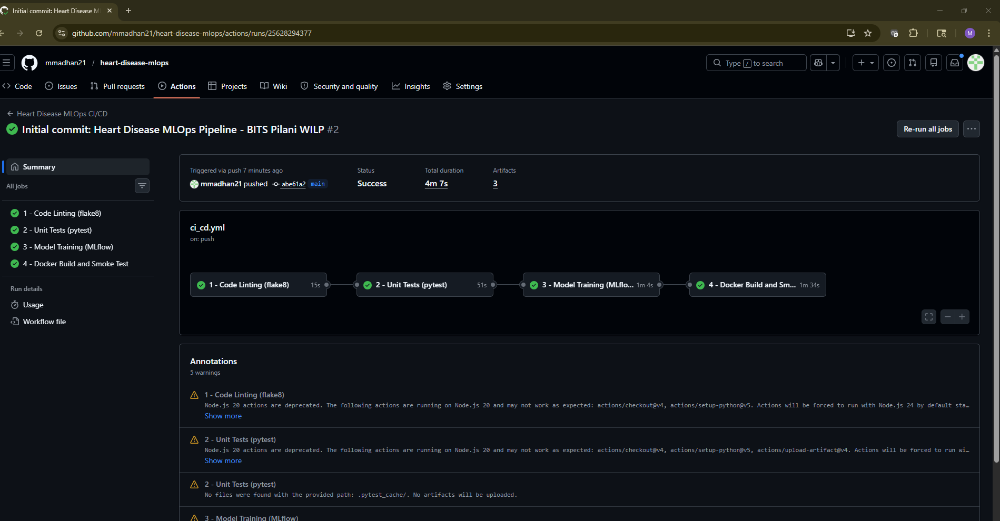 Initial commit: Heart Disease M
github.com/mmadhan21/heart-disease-mlops/actions/runs/25628294377
M
mmadhan21 / heart-disease-mlops
Type / to search
Code
Issues
Pull requests
Actions
Projects
Wiki
Security and quality
Insights
Settings
Heart Disease MLOps CI/CD
Initial commit: Heart Disease MLOps Pipeline - BITS Pilani WILP #2
Re-run all jobs
Summary
All jobs
1 - Code Linting (flake8)
2 - Unit Tests (pytest)
3 - Model Training (MLflow)
4 - Docker Build and Smoke Test
Run details
Usage
Workflow file
Triggered via push 7 minutes ago
mmadhan21 pushed abe61a2 main
Status
Success
Total duration
4m 7s
Artifacts
3
ci_cd.yml
on: push
1 - Code Linting (flake8) 15s
2 - Unit Tests (pytest) 51s
3 - Model Training (MLflo... 1m 4s
4 - Docker Build and Sm... 1m 34s
Annotations
5 warnings
1 - Code Linting (flake8)
Node.js 20 actions are deprecated. The following actions are running on Node.js 20 and may not work as expected: actions/checkout@v4, actions/setup-python@v5. Actions will be forced to run with Node.js 24 by default sta…
Show more
2 - Unit Tests (pytest)
Node.js 20 actions are deprecated. The following actions are running on Node.js 20 and may not work as expected: actions/checkout@v4, actions/setup-python@v5, actions/upload-artifact@v4. Actions will be forced to run wi…
Show more
2 - Unit Tests (pytest)
No files were found with the provided path: .pytest_cache/. No artifacts will be uploaded.
3 - Model Training (MLflow)